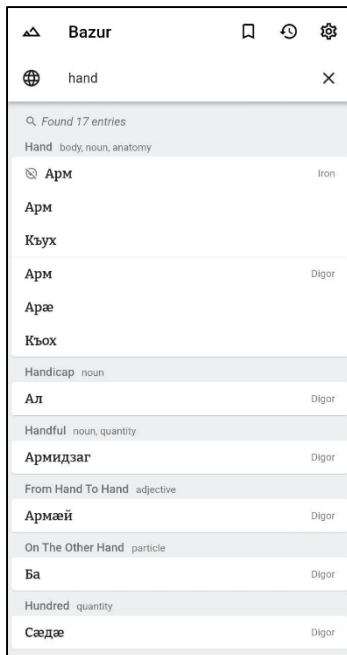 Bazur
hand
Found 17 entries
Hand body, noun, anatomy
Арм Iron
Арм
Къух
Арм Digor
Арæ
Къох
Handicap noun
Ал Digor
Handful noun, quantity
Армидзаг Digor
From Hand To Hand adjective
Армæй Digor
On The Other Hand particle
Ба Digor
Hundred quantity
Сæдæ Digor